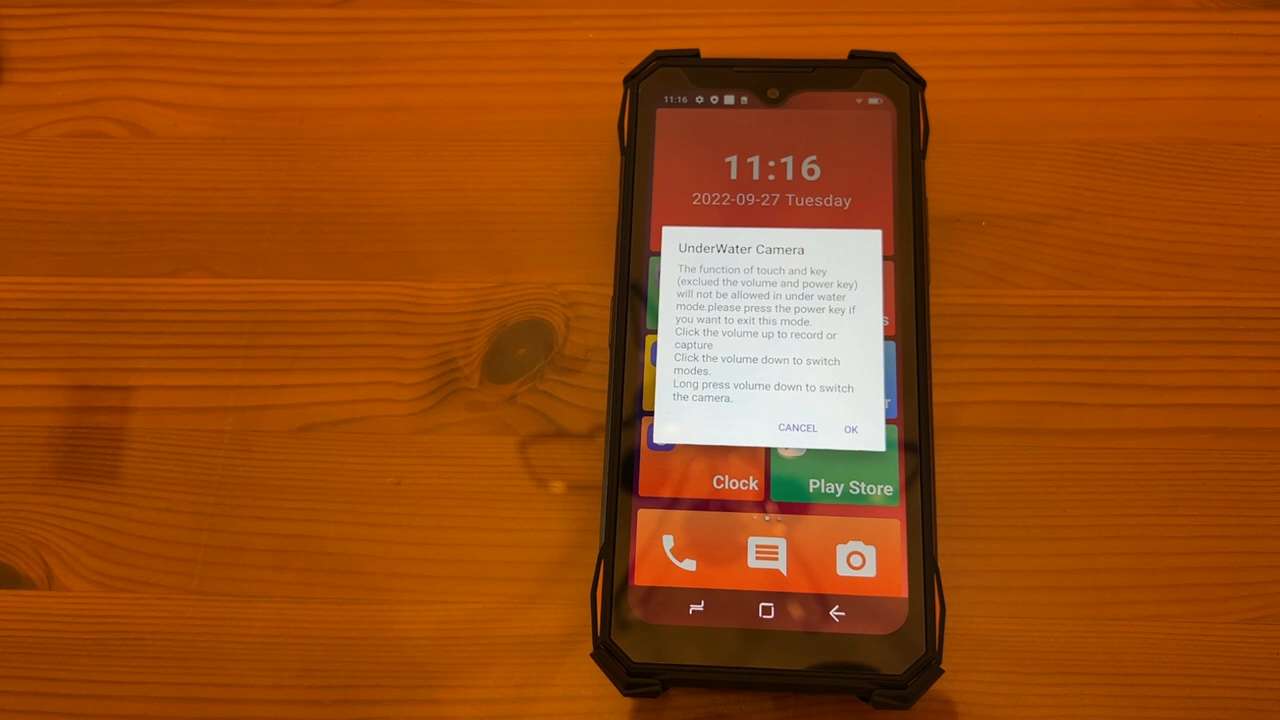 11:16
11:16
2022-09-27 Tuesday
UnderWater Camera
The function of touch and key
(exclued the volume and power key)
will not be allowed in under water
mode.please press the power key if
you want to exit this mode.
Click the volume up to record or
capture
Click the volume down to switch
modes.
Long press volume down to switch
the camera.
CANCEL OK
s
r
Clock
Play Store